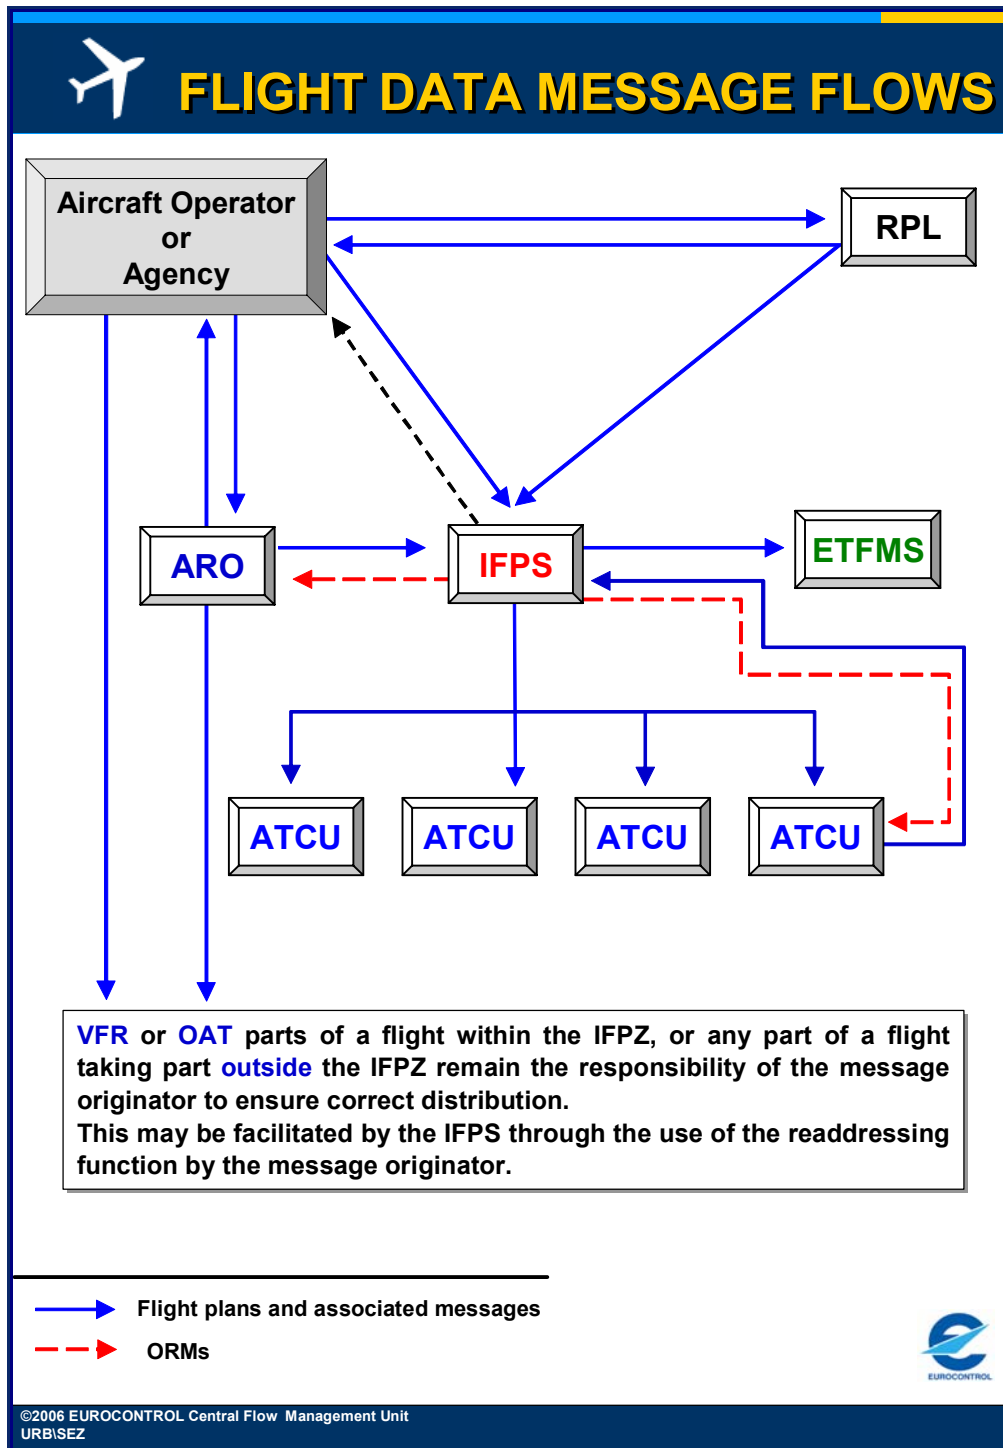 FLIGHT DATA MESSAGE FLOWS
Aircraft Operator
or
Agency
RPL
ARO
IFPS
ETFMS
ATCU
ATCU
ATCU
ATCU
VFR or OAT parts of a flight within the IFPZ, or any part of a flight
taking part outside the IFPZ remain the responsibility of the message
originator to ensure correct distribution.
This may be facilitated by the IFPS through the use of the readdressing
function by the message originator.
Flight plans and associated messages
ORMs
EUROCONTROL
©2006 EUROCONTROL Central Flow Management Unit
URB\SEZ